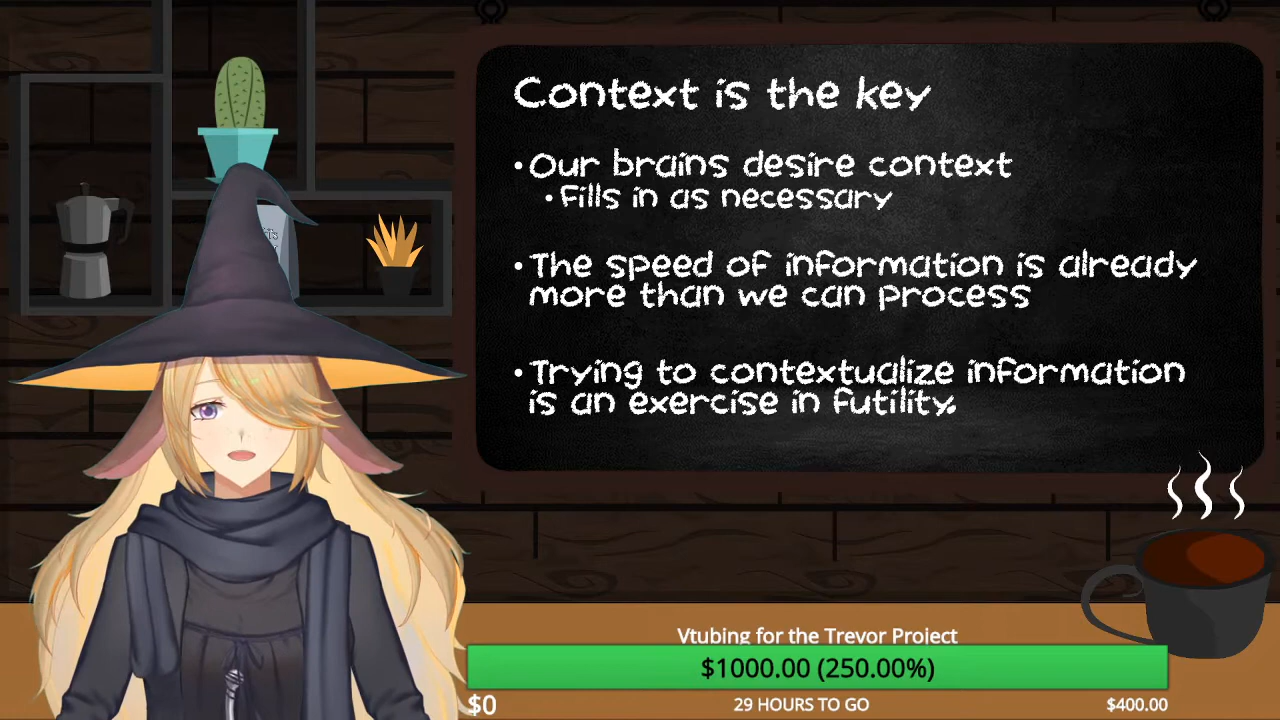 Context is the key
•Our brains desire context
•Fills in as necessary
•The speed of information is already
more than we can process
•Trying to contextualize information
is an exercise in futility.
Vtubing for the Trevor Project
$1000.00 (250.00%)
$0
29 HOURS TO GO
$400.00